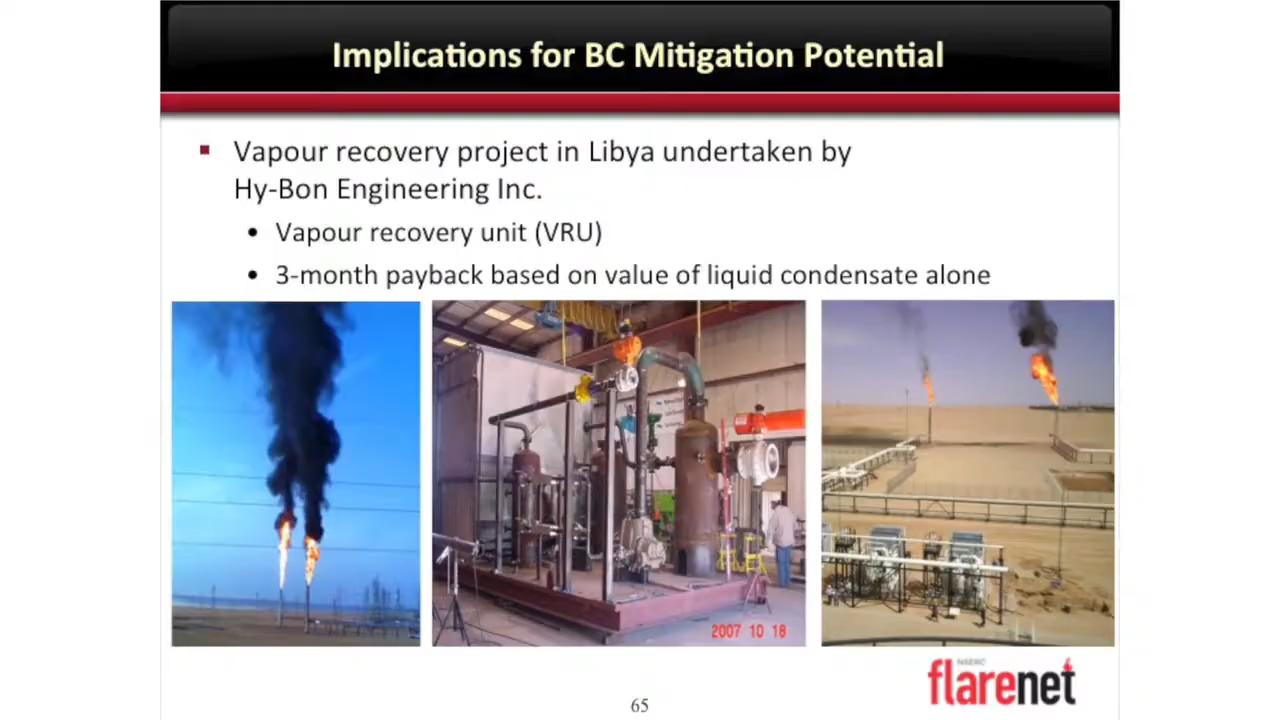 Implications for BC Mitigation Potential
Vapour recovery project in Libya undertaken by
Hy-Bon Engineering Inc.
• Vapour recovery unit (VRU)
• 3-month payback based on value of liquid condensate alone
2007 10 18
NSERC
flarenet
65